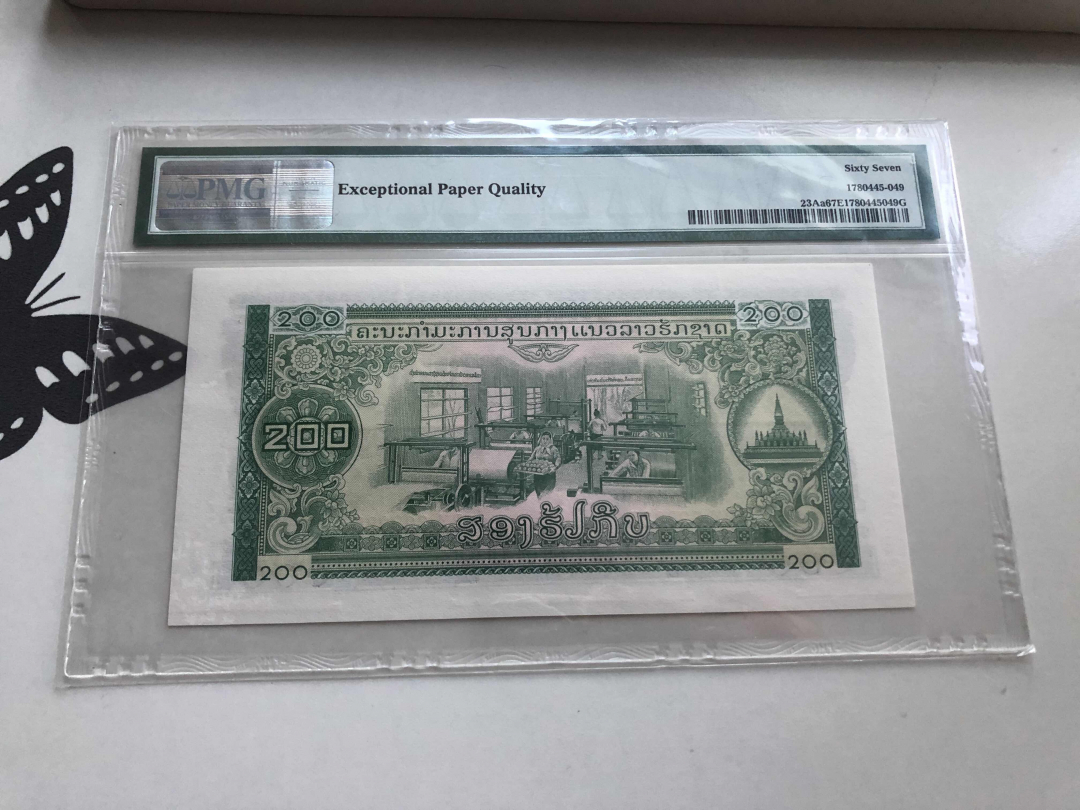 PMG
Exceptional Paper Quality
Sixty Seven
1780445-049
23Aa67E1780445049G
200
ຄະນະກຳມະການສູນກາງແນວລາວຮັກຊາດ
200
200
ສອງຮ້ອຍກີບ
200
200